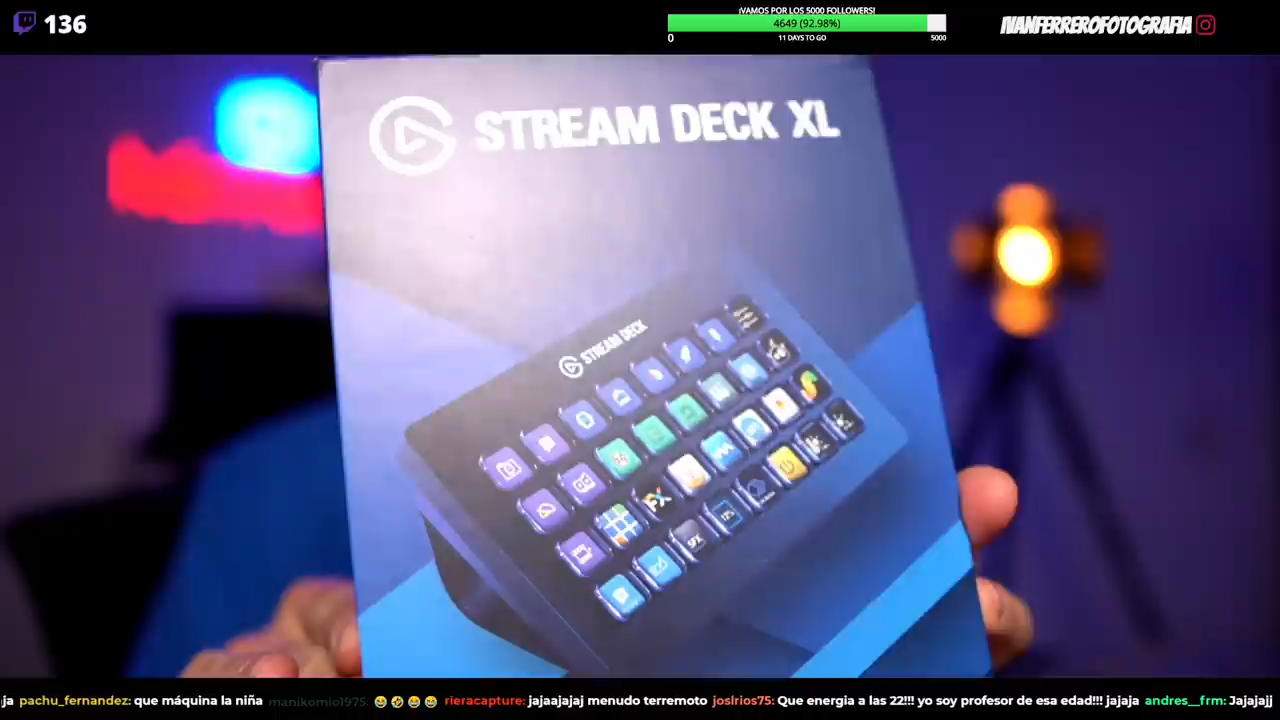 136
¡VAMOS POR LOS 5000 FOLLOWERS!
4649 (92.98%)
0
11 DAYS TO GO
5000
IVANFERREROFOTOGRAFIA
STREAM DECK XL
STREAM DECK
FX
SFX
ja pachu_fernandez: que máquina la niña manikomio1975: 😂🤣😄😄 rieracapture: jajaajajaj menudo terremoto joslrios75: Que energia a las 22!!! yo soy profesor de esa edad!!! jajaja andres__frm: Jajajajj